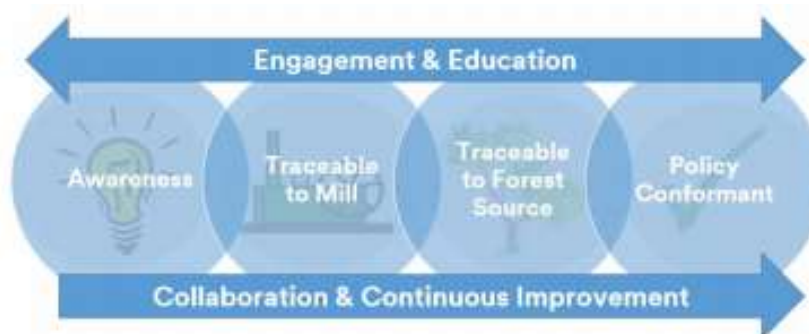 Engagement & Education
Awareness
Traceable
to Mill
Traceable
to Forest
Source
Policy
Conformant
Collaboration & Continuous Improvement